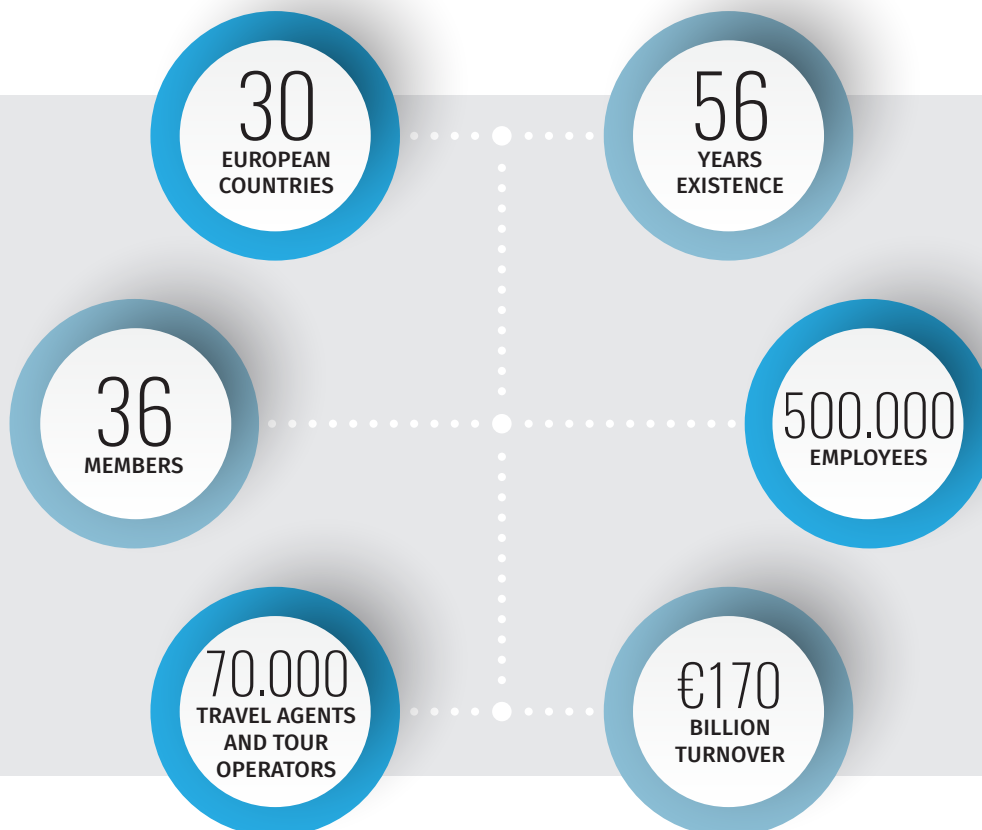 30
EUROPEAN
COUNTRIES
56
YEARS
EXISTENCE
36
MEMBERS
500.000
EMPLOYEES
70.000
TRAVEL AGENTS
AND TOUR
OPERATORS
€170
BILLION
TURNOVER